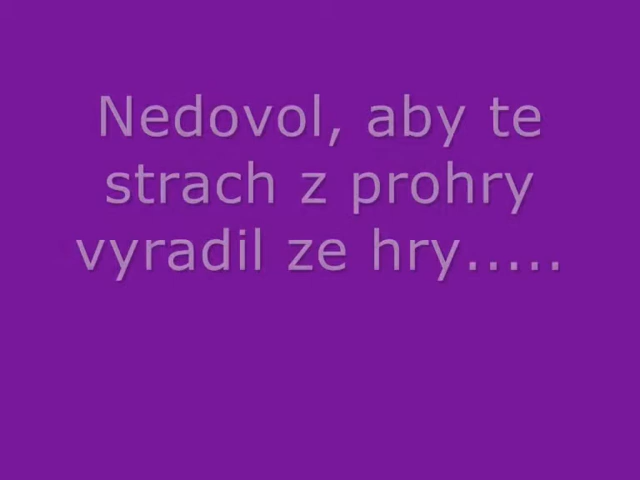 Nedovol, aby te
strach z prohry
vyradil ze hry.....